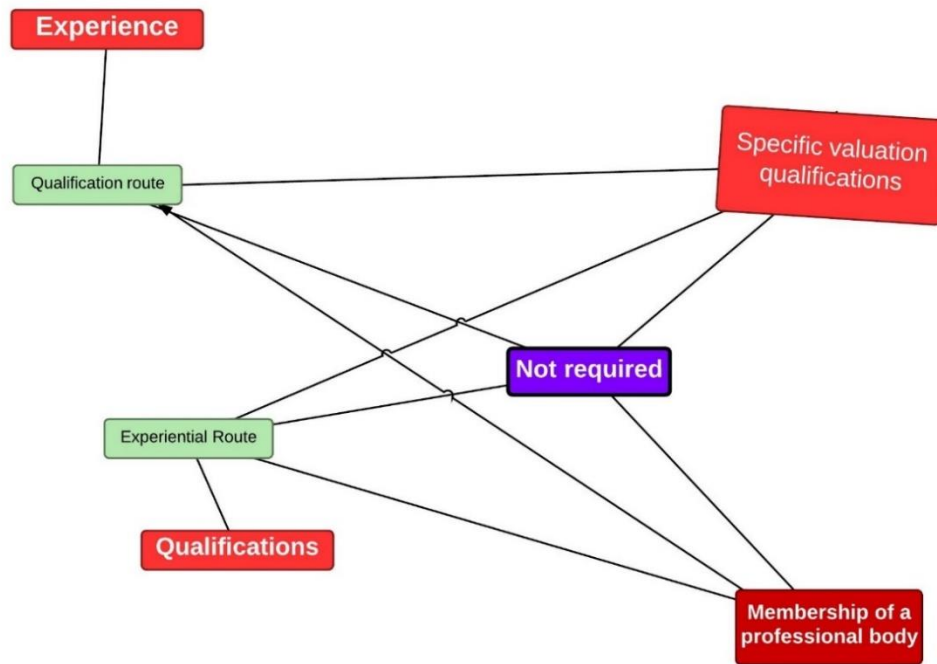 Experience
Qualification route
Specific valuation
qualifications
Not required
Experiential Route
Qualifications
Membership of a
professional body